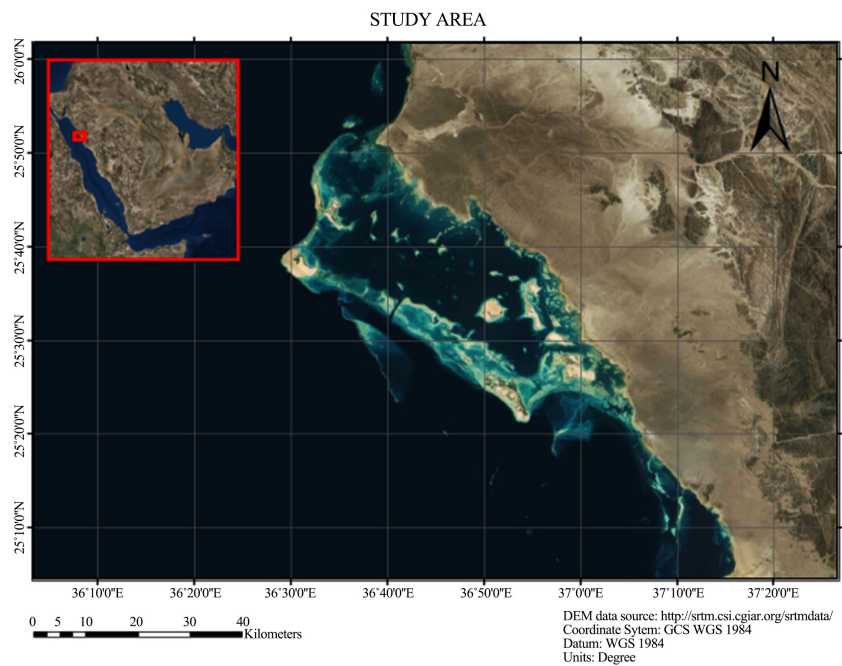 STUDY AREA
26°0'0"N
25°50'0"N
25°40'0"N
25°30'0"N
25°20'0"N
25°10'0"N
N
36°10'0"E
36°20'0"E
36°30'0"E
36°40'0"E
36°50'0"E
37°0'0"E
37°10'0"E
37°20'0"E
0 5 10 20 30 40
Kilometers
DEM data source: http://srtm.csi.cgiar.org/srtmdata/
Coordinate Sytem: GCS WGS 1984
Datum: WGS 1984
Units: Degree